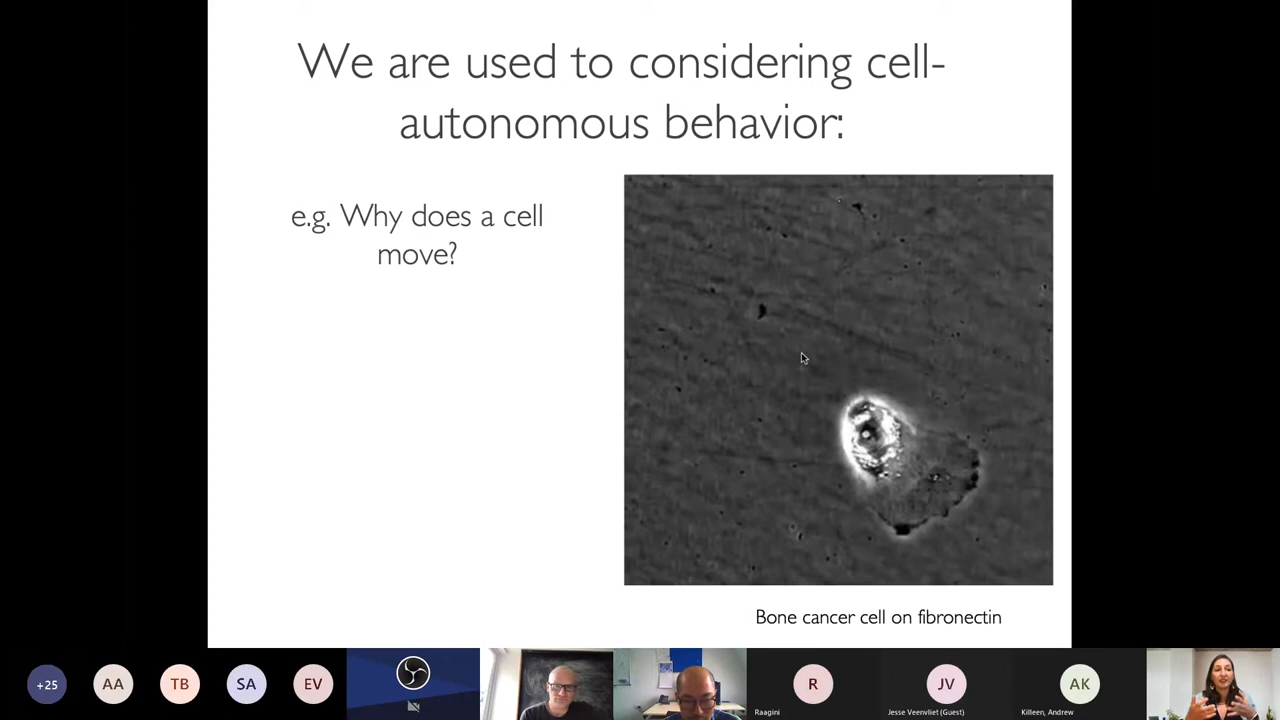 We are used to considering cell-
autonomous behavior:
e.g. Why does a cell
move?
Bone cancer cell on fibronectin
+25
AA
TB
SA
EV
R
Raagini
JV
Jesse Veenvliet (Guest)
AK
Killeen, Andrew